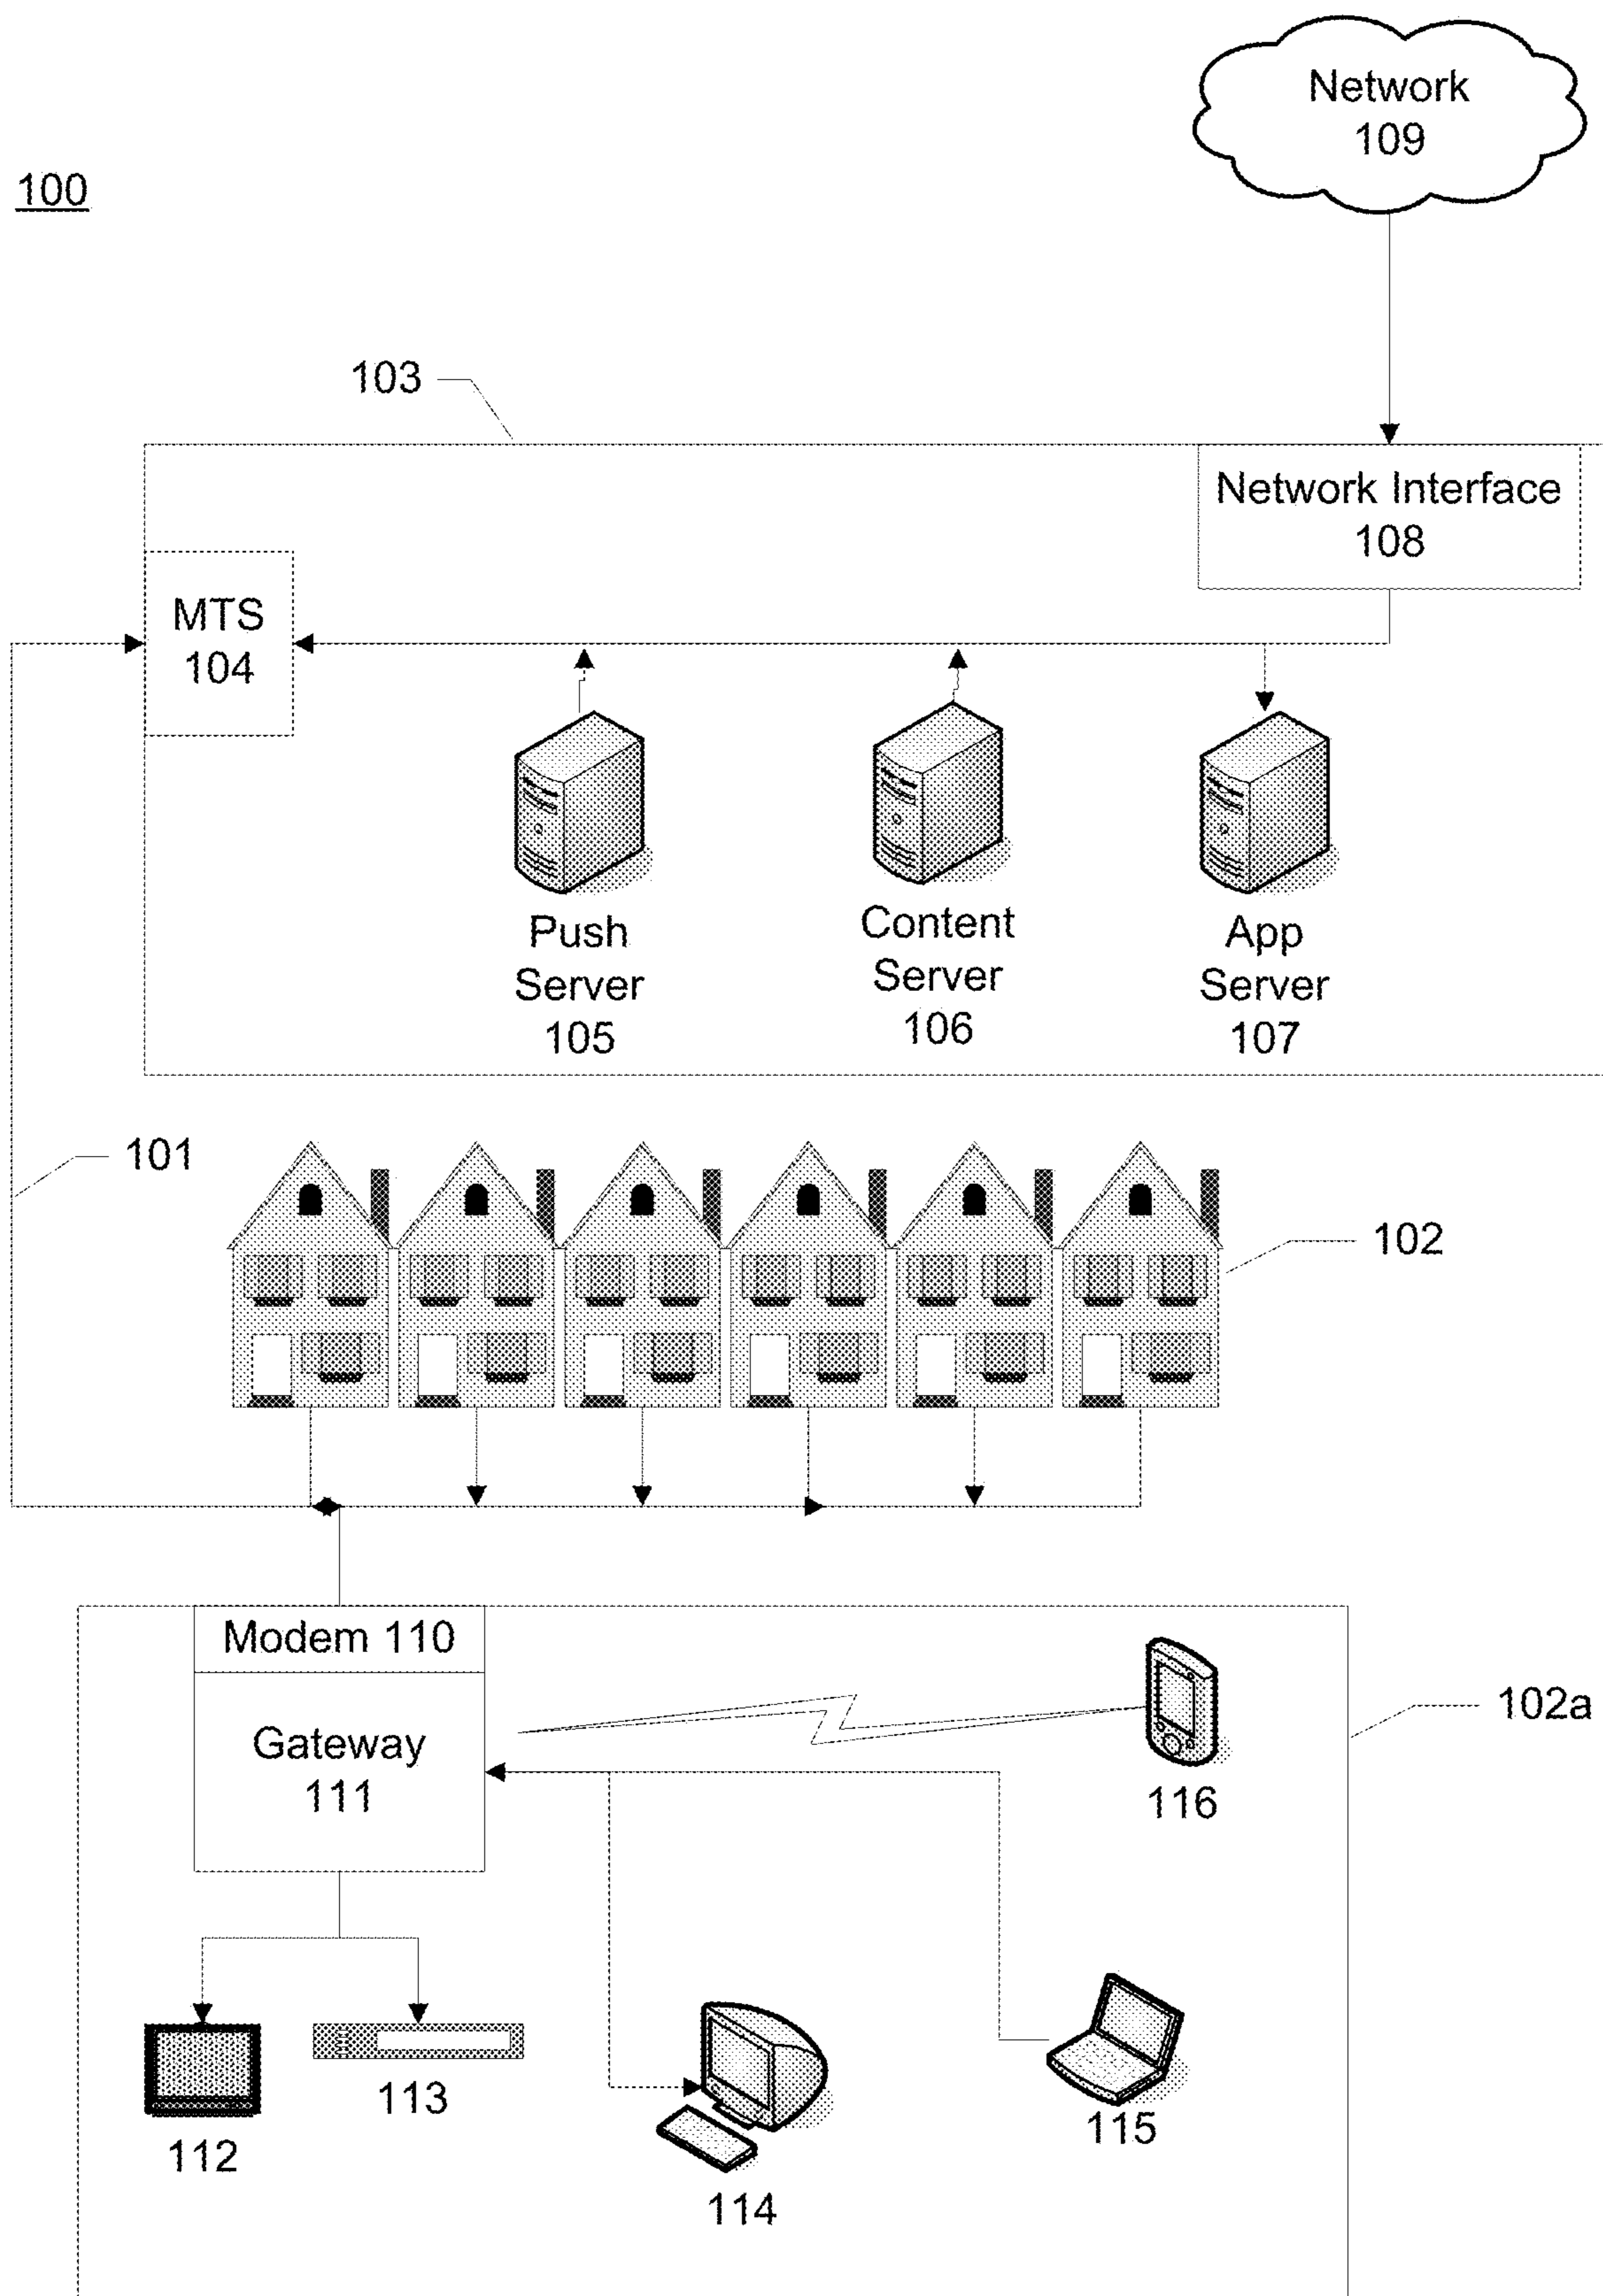 Network
109
100
103
Network Interface
108
MTS
104
Push
Server
105
Content
Server
106
App
Server
107
101
102
Modem 110
Gateway
111
102a
116
112
113
114
115